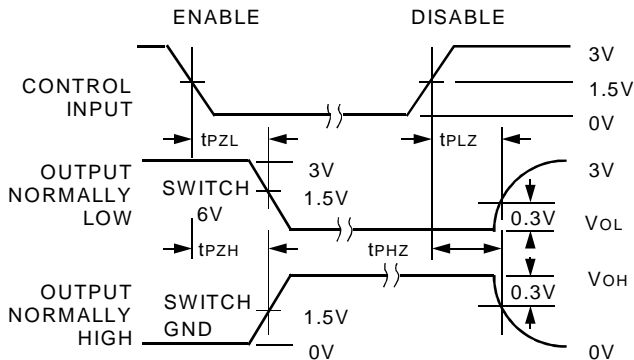 ENABLE DISABLE
3V
CONTROL INPUT 1.5V
0V
tPZL tPLZ
OUTPUT NORMALLY LOW 3V 3V
SWITCH 6V 1.5V
0.3V VOL
tPZH tPHZ
VOH
OUTPUT NORMALLY HIGH SWITCH GND 0.3V
1.5V
0V 0V